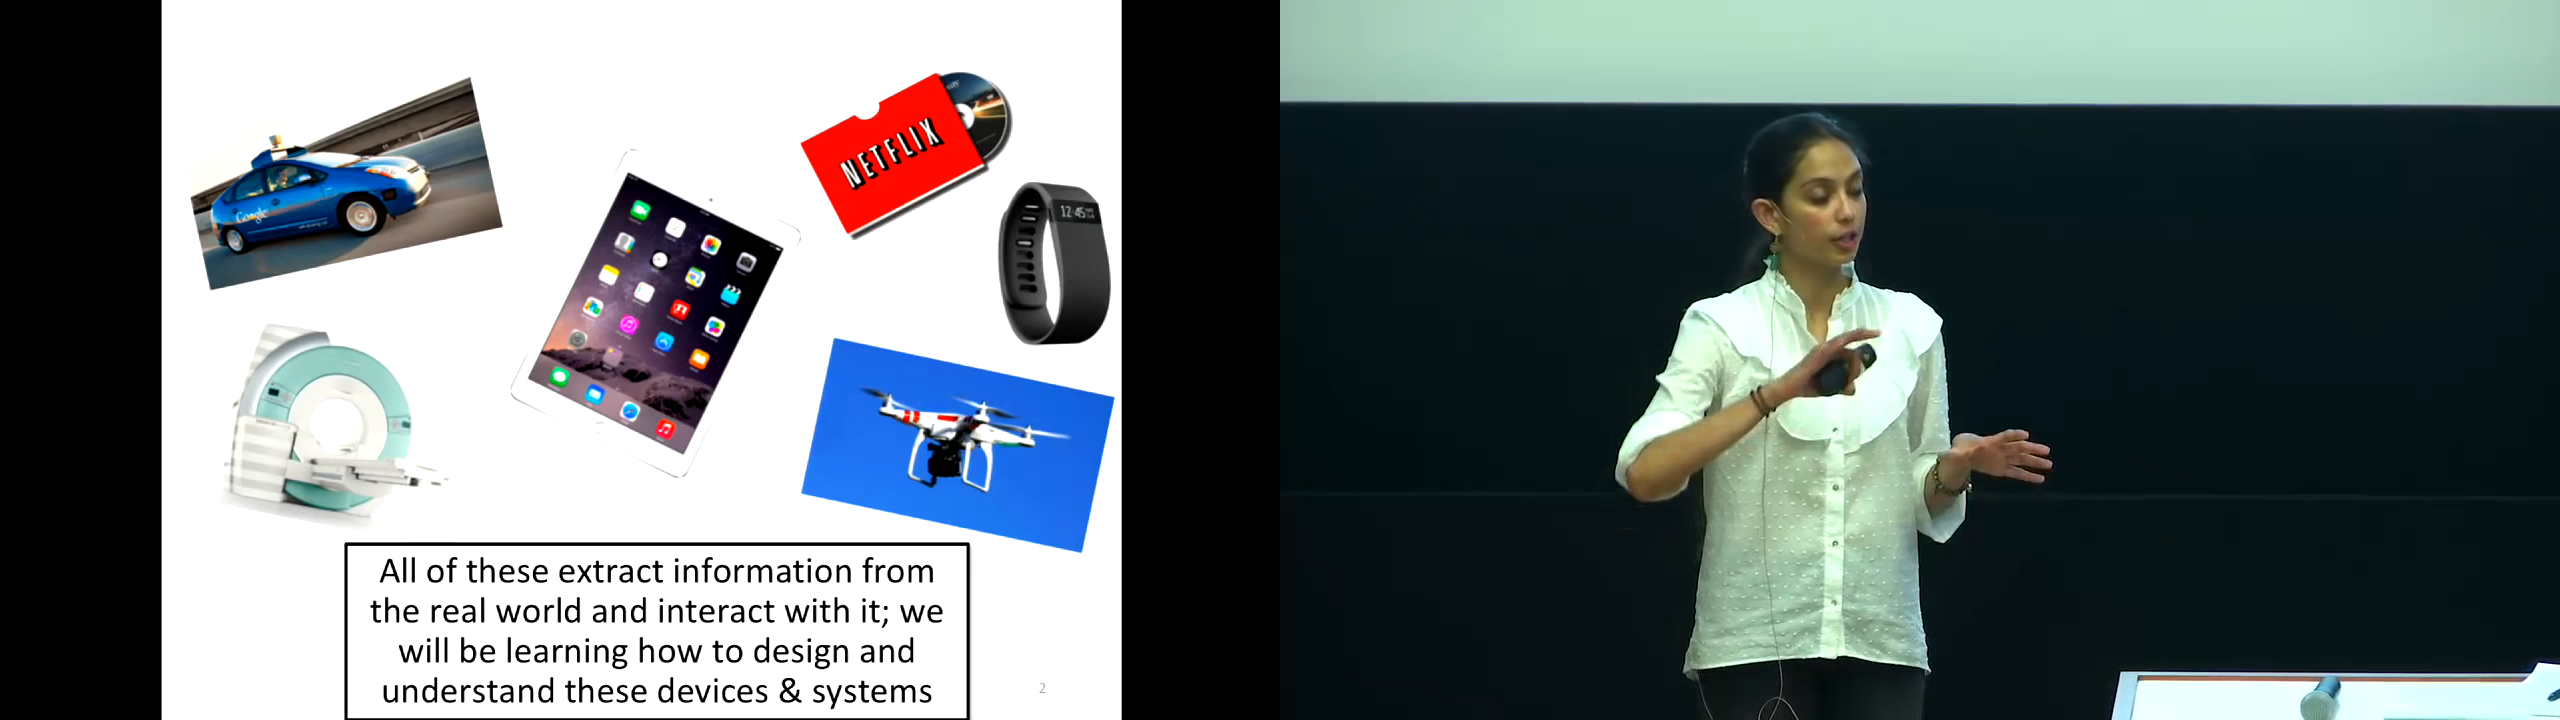 Google
NETFLIX
12:45
All of these extract information from
the real world and interact with it; we
will be learning how to design and
understand these devices & systems
2